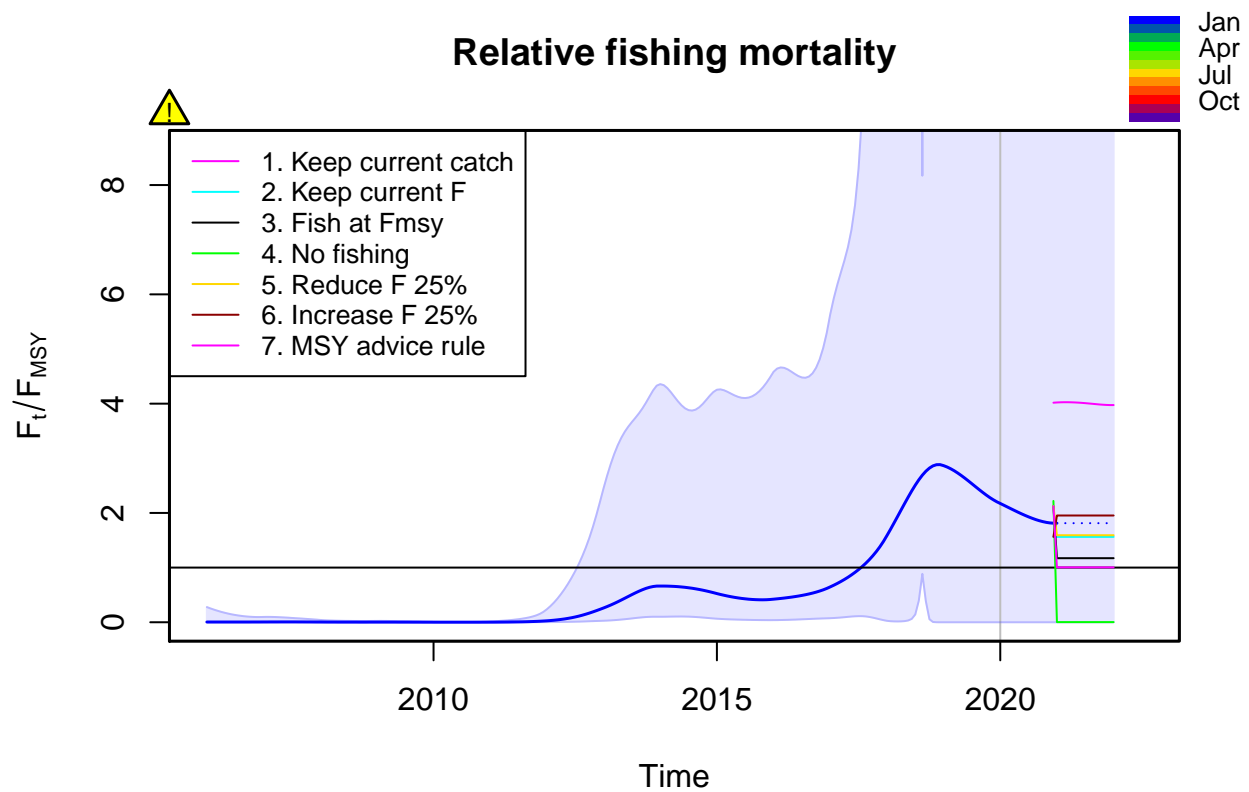 Relative fishing mortality
Jan
Apr
Jul
Oct
!
1. Keep current catch
2. Keep current F
3. Fish at Fmsy
4. No fishing
5. Reduce F 25%
6. Increase F 25%
7. MSY advice rule
8
6
4
2
0
Ft/FMSY
2010 2015 2020
Time